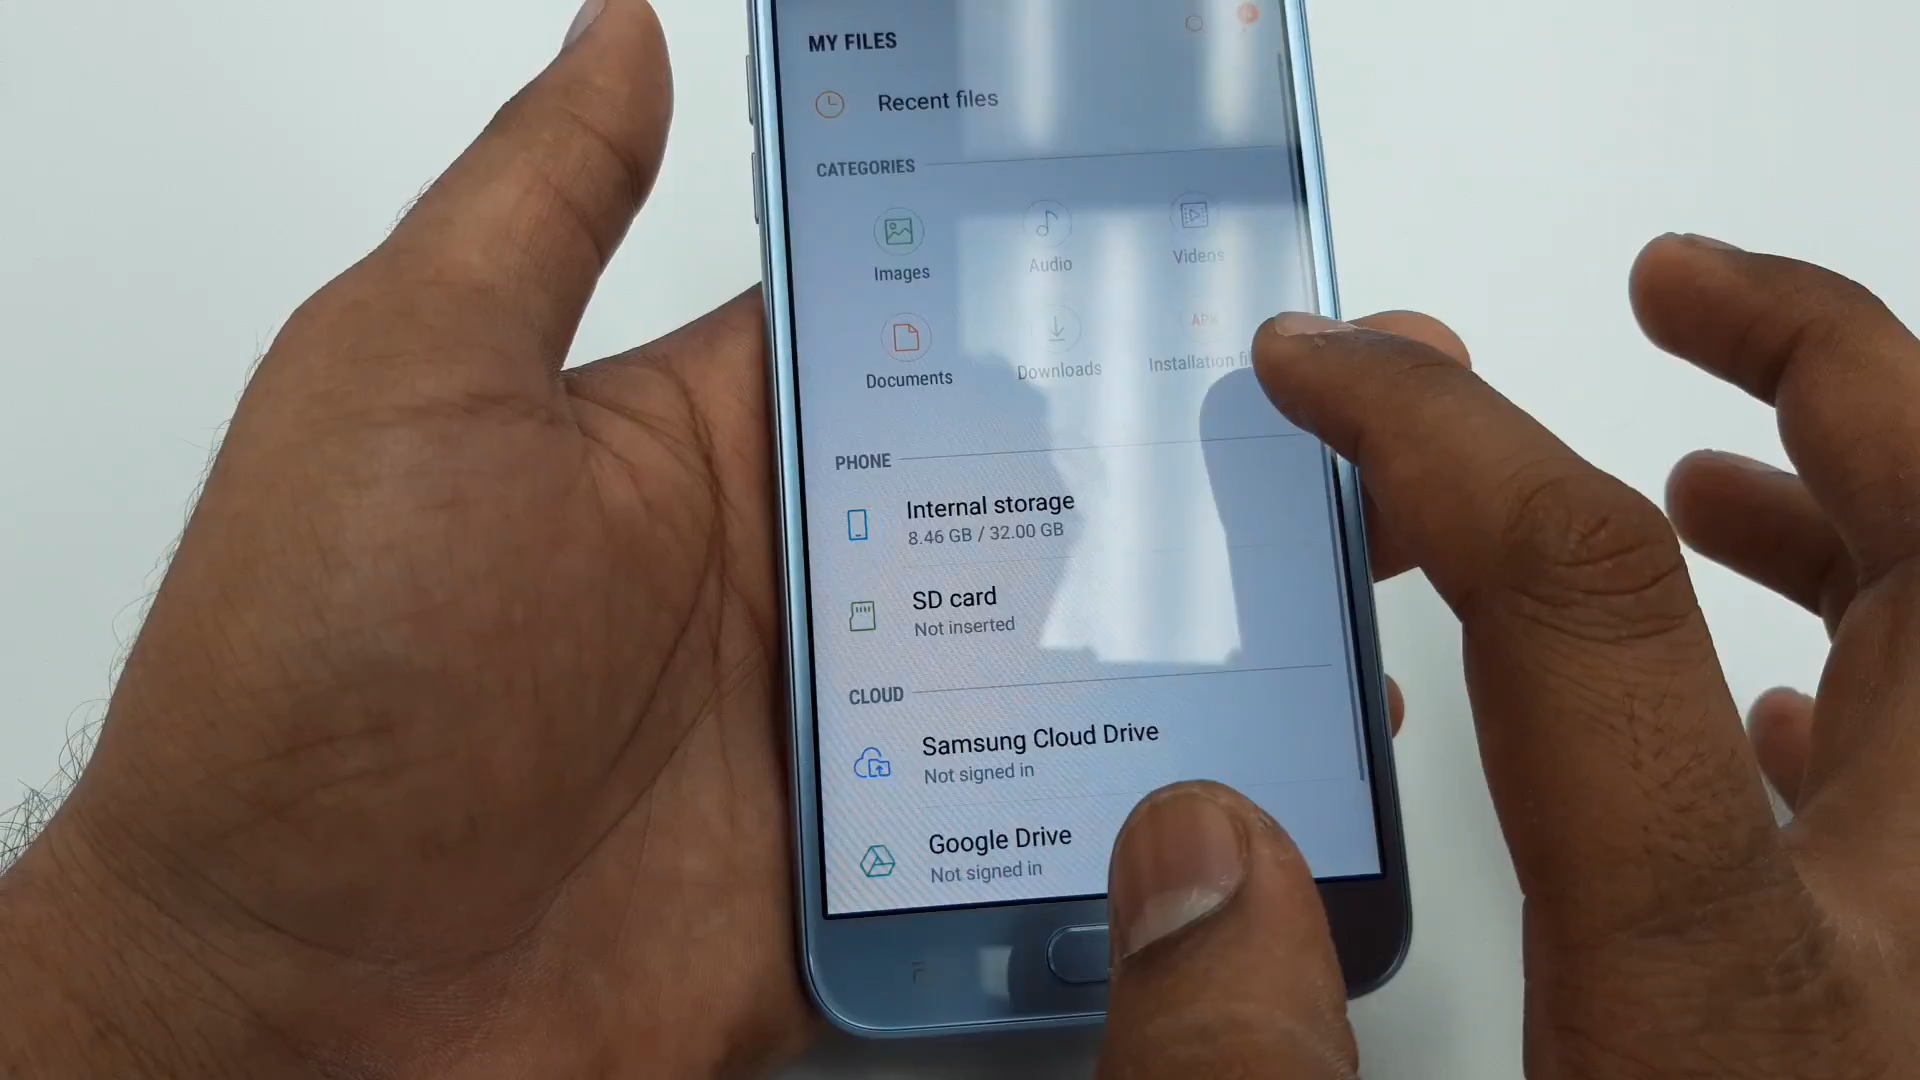 MY FILES
Recent files
CATEGORIES
Images
Audio
Videos
APK
Documents
Downloads
Installation fi
PHONE
Internal storage
8.46 GB / 32.00 GB
SD card
Not inserted
CLOUD
Samsung Cloud Drive
Not signed in
Google Drive
Not signed in